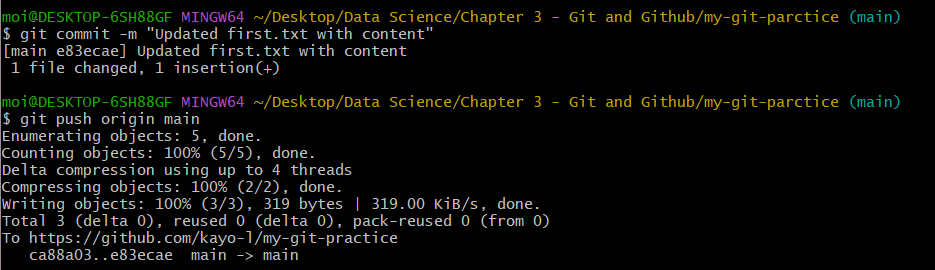 moi@DESKTOP-6SH88GF MINGW64 ~/Desktop/Data Science/Chapter 3 - Git and Github/my-git-parctice (main)
$ git commit -m "Updated first.txt with content"
[main e83ecae] Updated first.txt with content
 1 file changed, 1 insertion(+)

moi@DESKTOP-6SH88GF MINGW64 ~/Desktop/Data Science/Chapter 3 - Git and Github/my-git-parctice (main)
$ git push origin main
Enumerating objects: 5, done.
Counting objects: 100% (5/5), done.
Delta compression using up to 4 threads
Compressing objects: 100% (2/2), done.
Writing objects: 100% (3/3), 319 bytes | 319.00 KiB/s, done.
Total 3 (delta 0), reused 0 (delta 0), pack-reused 0 (from 0)
To https://github.com/kayo-l/my-git-practice
   ca88a03..e83ecae  main -> main